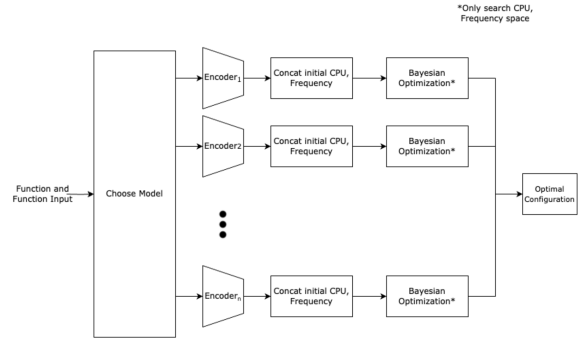 *Only search CPU,
Frequency space
Function and
Function Input
Choose Model
Encoder1
Concat initial CPU,
Frequency
Bayesian
Optimization*
Encoder2
Concat initial CPU,
Frequency
Bayesian
Optimization*
Encodern
Concat initial CPU,
Frequency
Bayesian
Optimization*
Optimal
Configuration